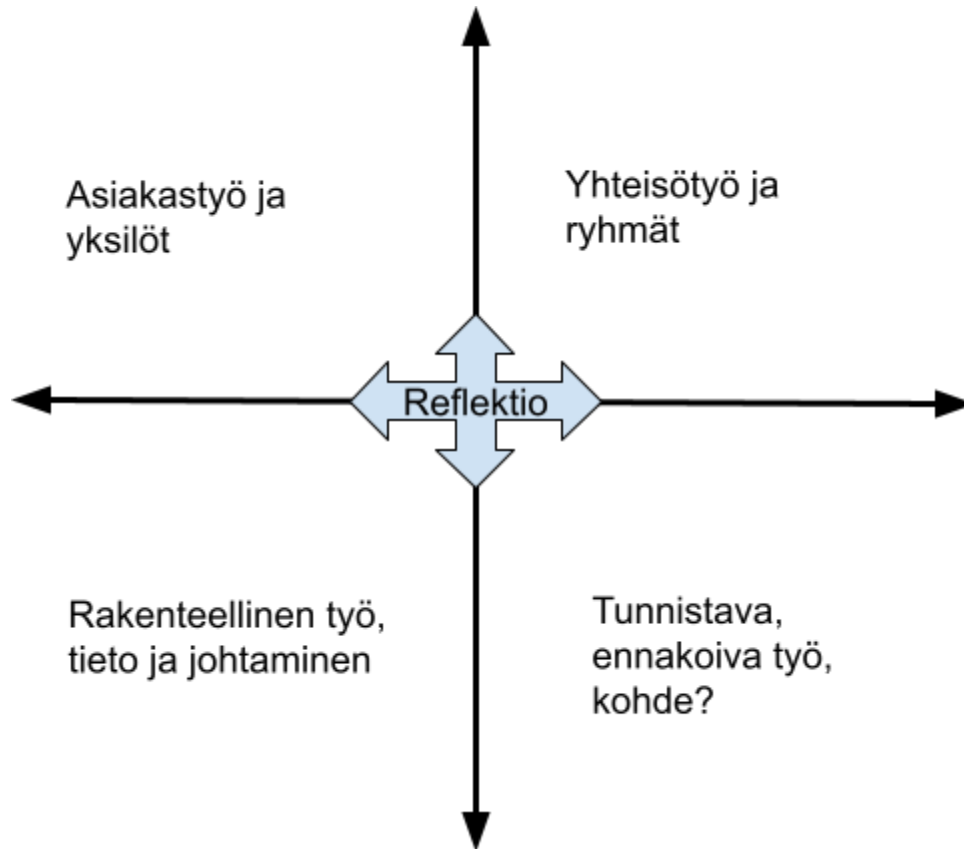 Asiakastyö ja
yksilöt
Yhteisötyö ja
ryhmät
Reflektio
Rakenteellinen työ,
tieto ja johtaminen
Tunnistava,
ennakoiva työ,
kohde?